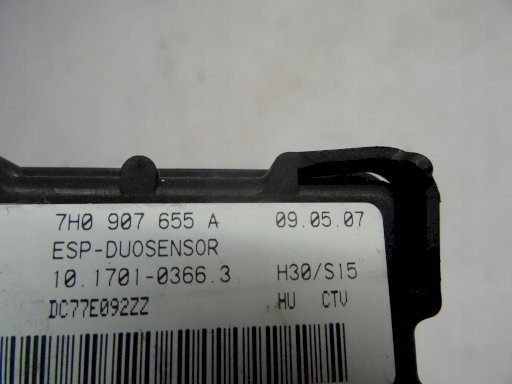 7H0 907 655 A 09.05.07
ESP-DUOSENSOR
10.1701-0366.3 H30/S15
DC77E092ZZ HU CTV